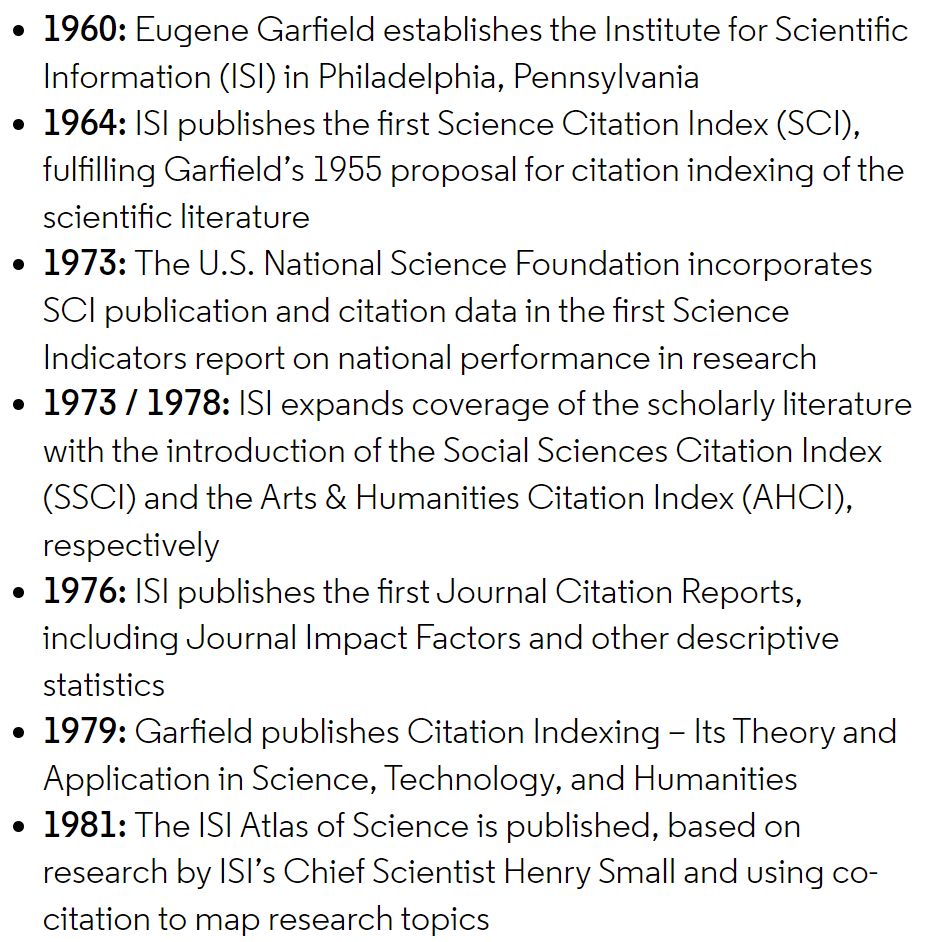 • 1960: Eugene Garfield establishes the Institute for Scientific
Information (ISI) in Philadelphia, Pennsylvania
• 1964: ISI publishes the first Science Citation Index (SCI),
fulfilling Garfield’s 1955 proposal for citation indexing of the
scientific literature
• 1973: The U.S. National Science Foundation incorporates
SCI publication and citation data in the first Science
Indicators report on national performance in research
• 1973 / 1978: ISI expands coverage of the scholarly literature
with the introduction of the Social Sciences Citation Index
(SSCI) and the Arts & Humanities Citation Index (AHCI),
respectively
• 1976: ISI publishes the first Journal Citation Reports,
including Journal Impact Factors and other descriptive
statistics
• 1979: Garfield publishes Citation Indexing – Its Theory and
Application in Science, Technology, and Humanities
• 1981: The ISI Atlas of Science is published, based on
research by ISI’s Chief Scientist Henry Small and using co-
citation to map research topics